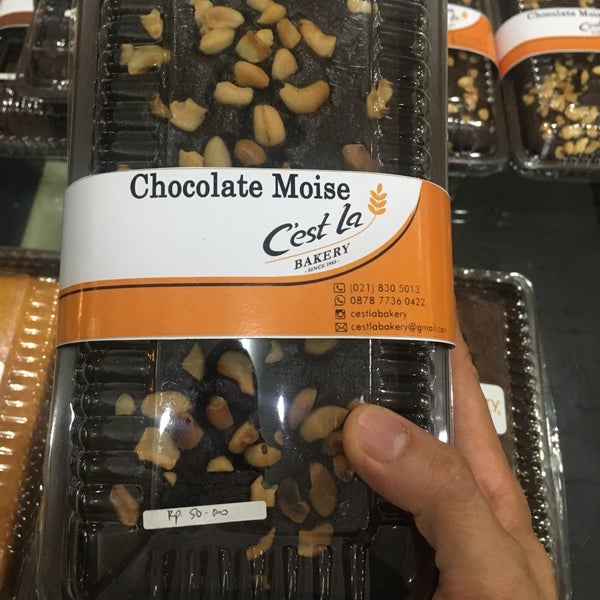 Chocolate Moise
C'est La
BAKERY
- SINCE 1985 -
(021) 830 5013
0878 7736 0422
cestlabakery
cestlabakery@gmail.com
Rp 50.000
Chocolate Moise
C'est